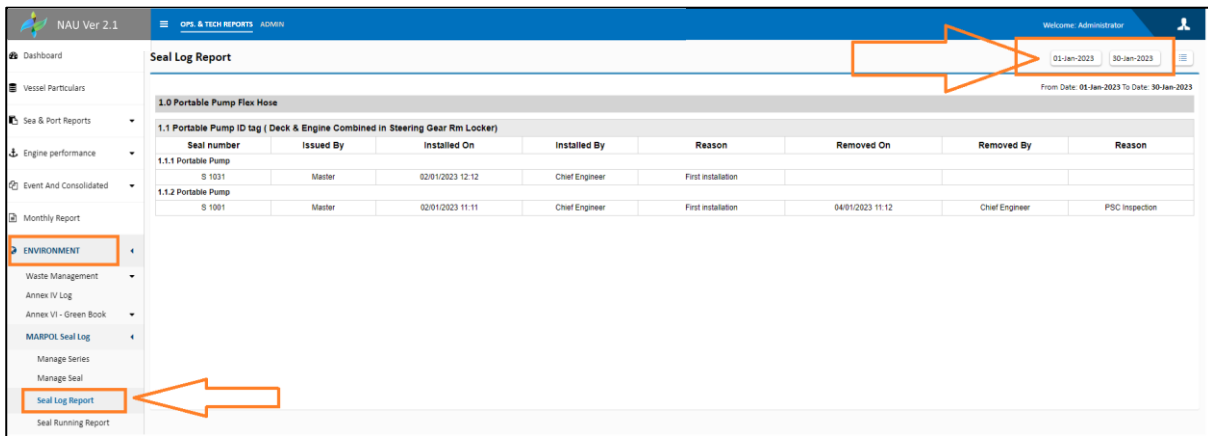 NAU Ver 2.1
OPS. & TECH REPORTS ADMIN
Welcome: Administrator
Dashboard
Vessel Particulars
Sea & Port Reports
Engine performance
Event And Consolidated
Monthly Report
ENVIRONMENT
Waste Management
Annex IV Log
Annex VI - Green Book
MARPOL Seal Log
Manage Series
Manage Seal
Seal Log Report
Seal Running Report
Seal Log Report
01-Jan-2023 30-Jan-2023
From Date: 01-Jan-2023 To Date: 30-Jan-2023
1.0 Portable Pump Flex Hose
1.1 Portable Pump ID tag ( Deck & Engine Combined in Steering Gear Rm Locker)
Seal number Issued By Installed On Installed By Reason Removed On Removed By Reason
1.1.1 Portable Pump
S 1031 Master 02/01/2023 12:12 Chief Engineer First installation
1.1.2 Portable Pump
S 1001 Master 02/01/2023 11:11 Chief Engineer First installation 04/01/2023 11:12 Chief Engineer PSC Inspection